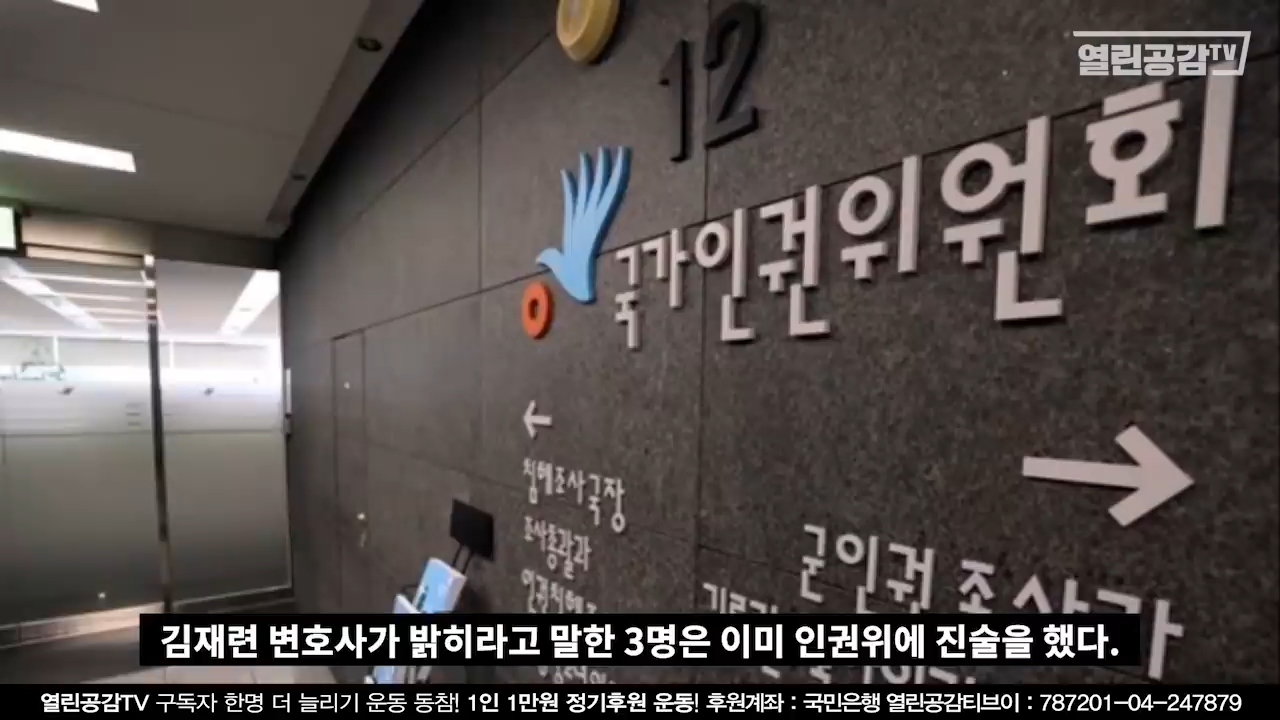 열린공감TV
12
국가인권위원회
←
→
침해조사국장
조사총괄과
군인권 조사과
김재련 변호사가 밝히라고 말한 3명은 이미 인권위에 진술을 했다.
열린공감TV 구독자 한명 더 늘리기 운동 동참! 1인 1만원 정기후원 운동! 후원계좌 : 국민은행 열린공감티브이 : 787201-04-247879